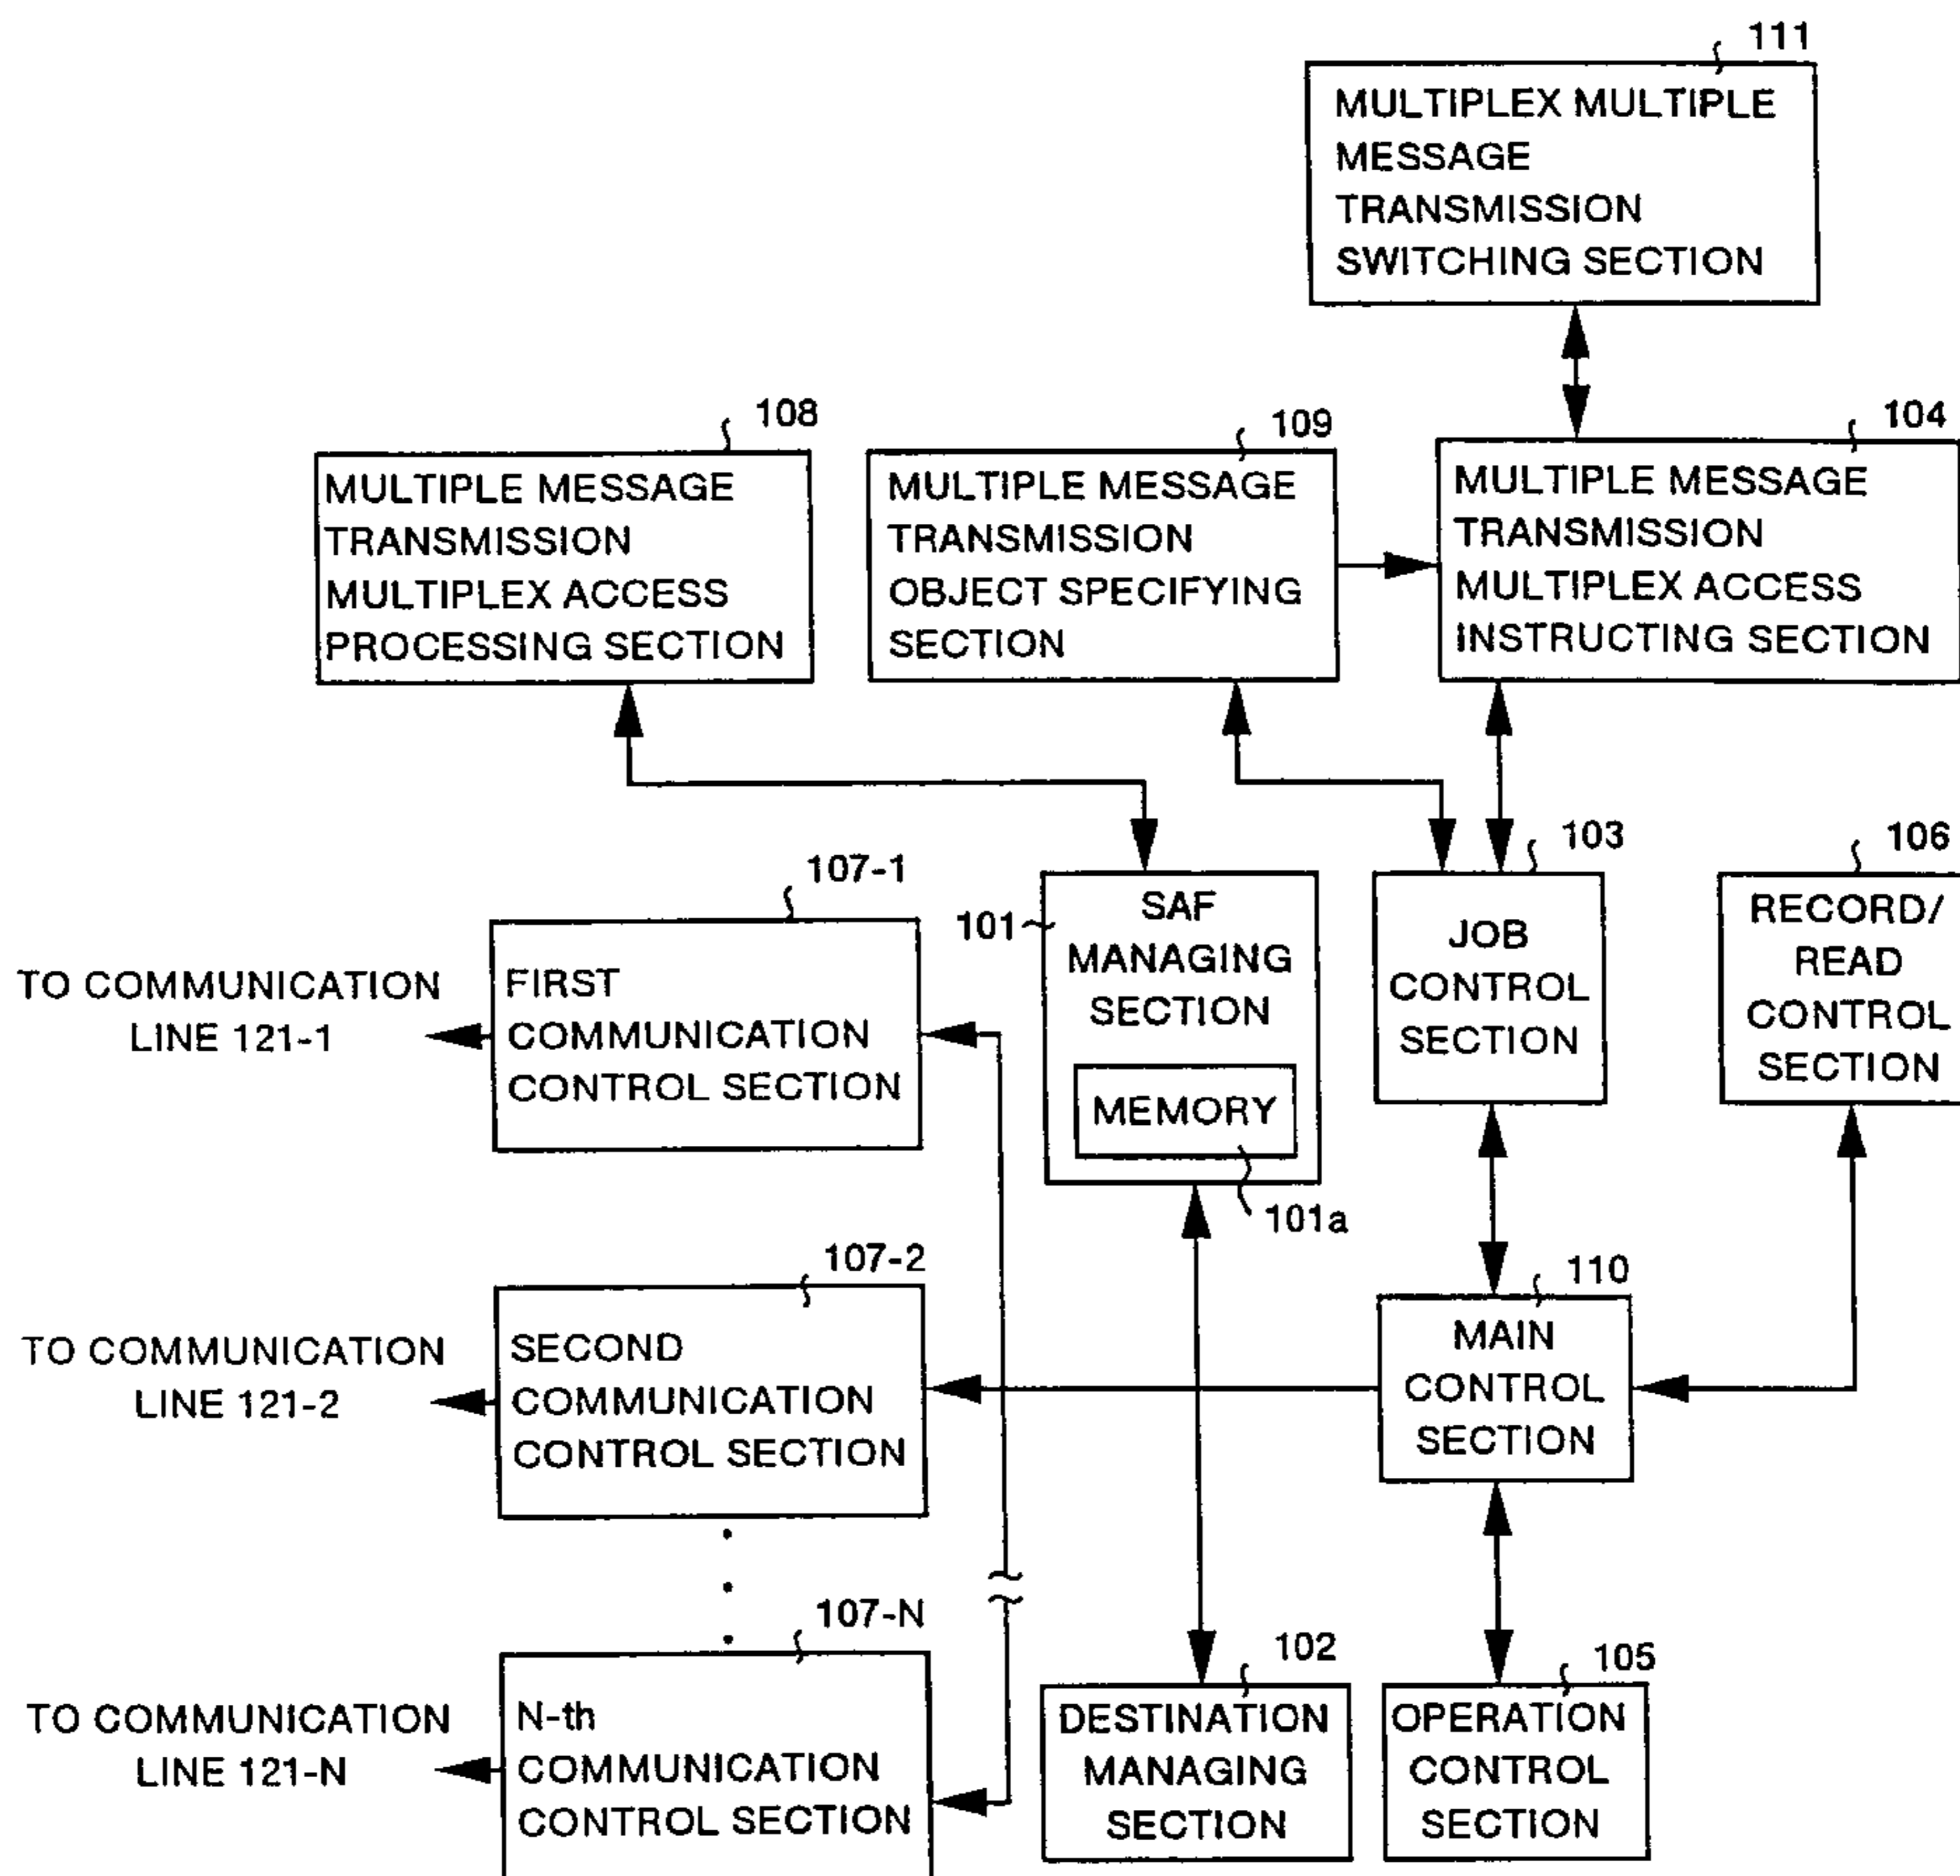 111
MULTIPLEX MULTIPLE
MESSAGE
TRANSMISSION
SWITCHING SECTION
108
MULTIPLE MESSAGE
TRANSMISSION
MULTIPLEX ACCESS
PROCESSING SECTION
109
MULTIPLE MESSAGE
TRANSMISSION
OBJECT SPECIFYING
SECTION
104
MULTIPLE MESSAGE
TRANSMISSION
MULTIPLEX ACCESS
INSTRUCTING SECTION
107-1
FIRST
COMMUNICATION
CONTROL SECTION
TO COMMUNICATION
LINE 121-1
101
SAF
MANAGING
SECTION
MEMORY
101a
103
JOB
CONTROL
SECTION
106
RECORD/
READ
CONTROL
SECTION
107-2
SECOND
COMMUNICATION
CONTROL SECTION
TO COMMUNICATION
LINE 121-2
110
MAIN
CONTROL
SECTION
107-N
N-th
COMMUNICATION
CONTROL SECTION
TO COMMUNICATION
LINE 121-N
102
DESTINATION
MANAGING
SECTION
105
OPERATION
CONTROL
SECTION